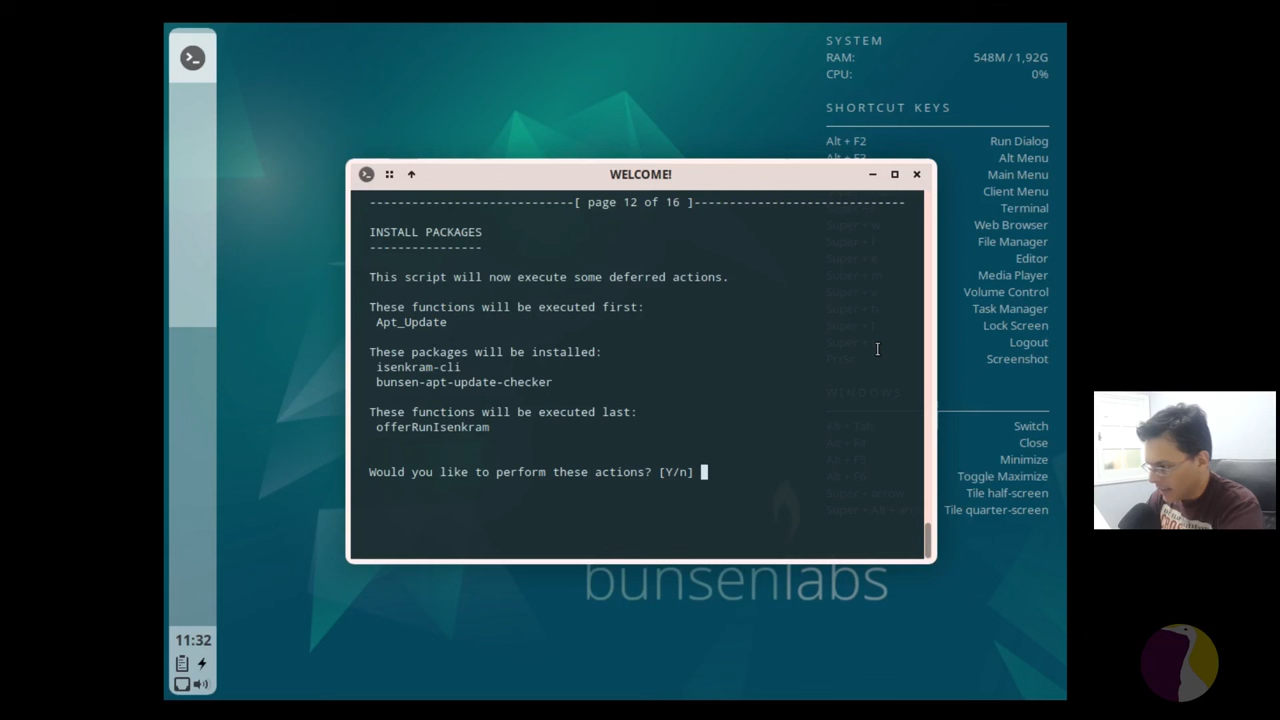 SYSTEM
RAM: 548M / 1,92G
CPU: 0%
SHORTCUT KEYS
Alt + F2 Run Dialog
Alt + F3 Alt Menu
Main Menu
Client Menu
Terminal
Web Browser
File Manager
Editor
Media Player
Volume Control
Task Manager
Lock Screen
Logout
Screenshot
WINDOWS
Alt + Tab Switch
Close
Minimize
Toggle Maximize
Tile half-screen
Tile quarter-screen
WELCOME!
----------------------------[ page 12 of 16 ]-----------------------------
INSTALL PACKAGES
----------------
This script will now execute some deferred actions.
These functions will be executed first:
Apt_Update
These packages will be installed:
isenkram-cli
bunsen-apt-update-checker
These functions will be executed last:
offerRunIsenkram
Would you like to perform these actions? [Y/n]
bunsenlabs
11:32